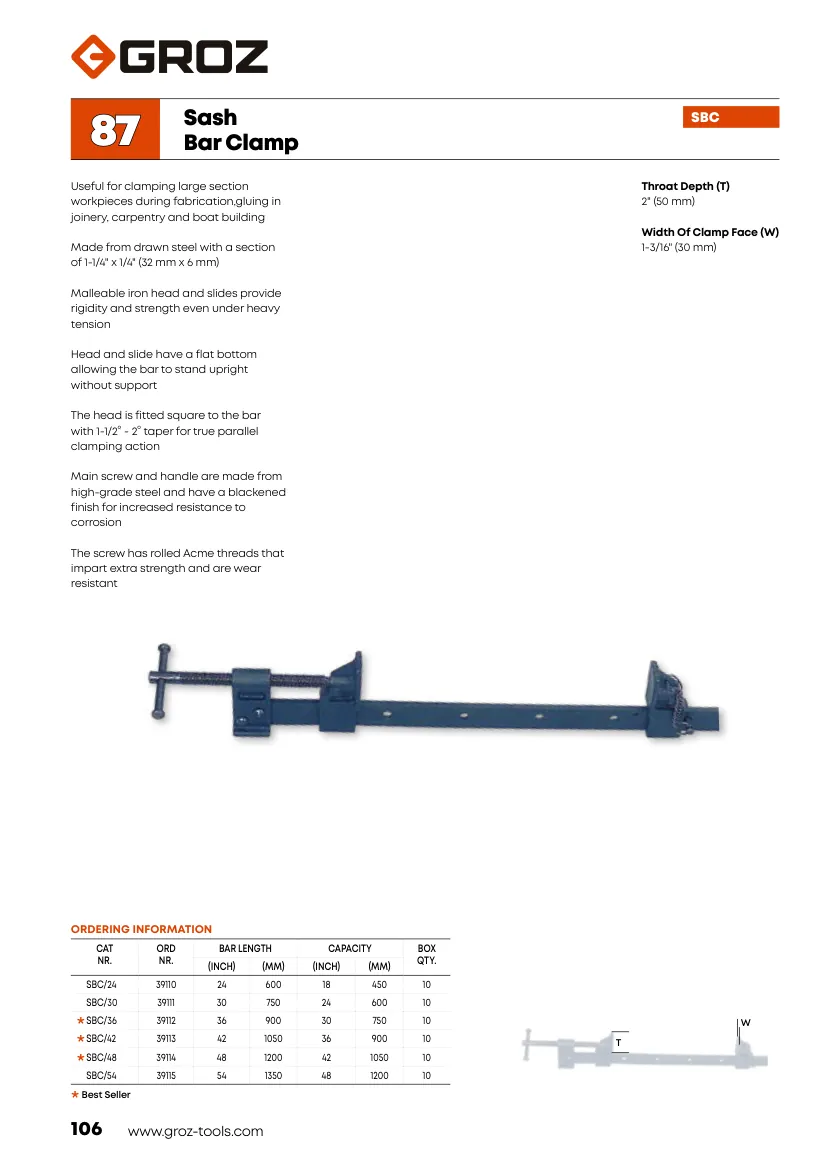 GROZ
87
Sash
Bar Clamp
SBC
Useful for clamping large section
workpieces during fabrication,gluing in
joinery, carpentry and boat building
Made from drawn steel with a section
of 1-1/4" x 1/4" (32 mm x 6 mm)
Malleable iron head and slides provide
rigidity and strength even under heavy
tension
Head and slide have a flat bottom
allowing the bar to stand upright
without support
The head is fitted square to the bar
with 1-1/2° - 2° taper for true parallel
clamping action
Main screw and handle are made from
high-grade steel and have a blackened
finish for increased resistance to
corrosion
The screw has rolled Acme threads that
impart extra strength and are wear
resistant
Throat Depth (T)
2" (50 mm)
Width Of Clamp Face (W)
1-3/16" (30 mm)
ORDERING INFORMATION
CAT NR. ORD NR. BAR LENGTH CAPACITY BOX QTY.
(INCH) (MM) (INCH) (MM)
SBC/24 39110 24 600 18 450 10
SBC/30 39111 30 750 24 600 10
* SBC/36 39112 36 900 30 750 10
* SBC/42 39113 42 1050 36 900 10
* SBC/48 39114 48 1200 42 1050 10
SBC/54 39115 54 1350 48 1200 10
* Best Seller
T
W
106 www.groz-tools.com